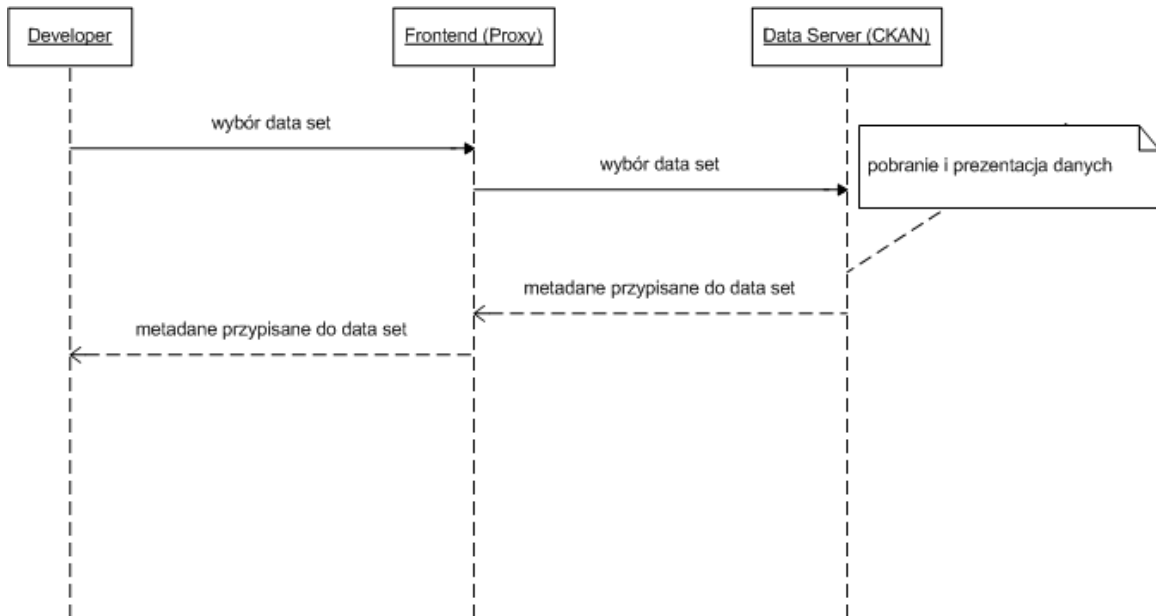 Developer
Frontend (Proxy)
Data Server (CKAN)
wybór data set
wybór data set
pobranie i prezentacja danych
metadane przypisane do data set
metadane przypisane do data set